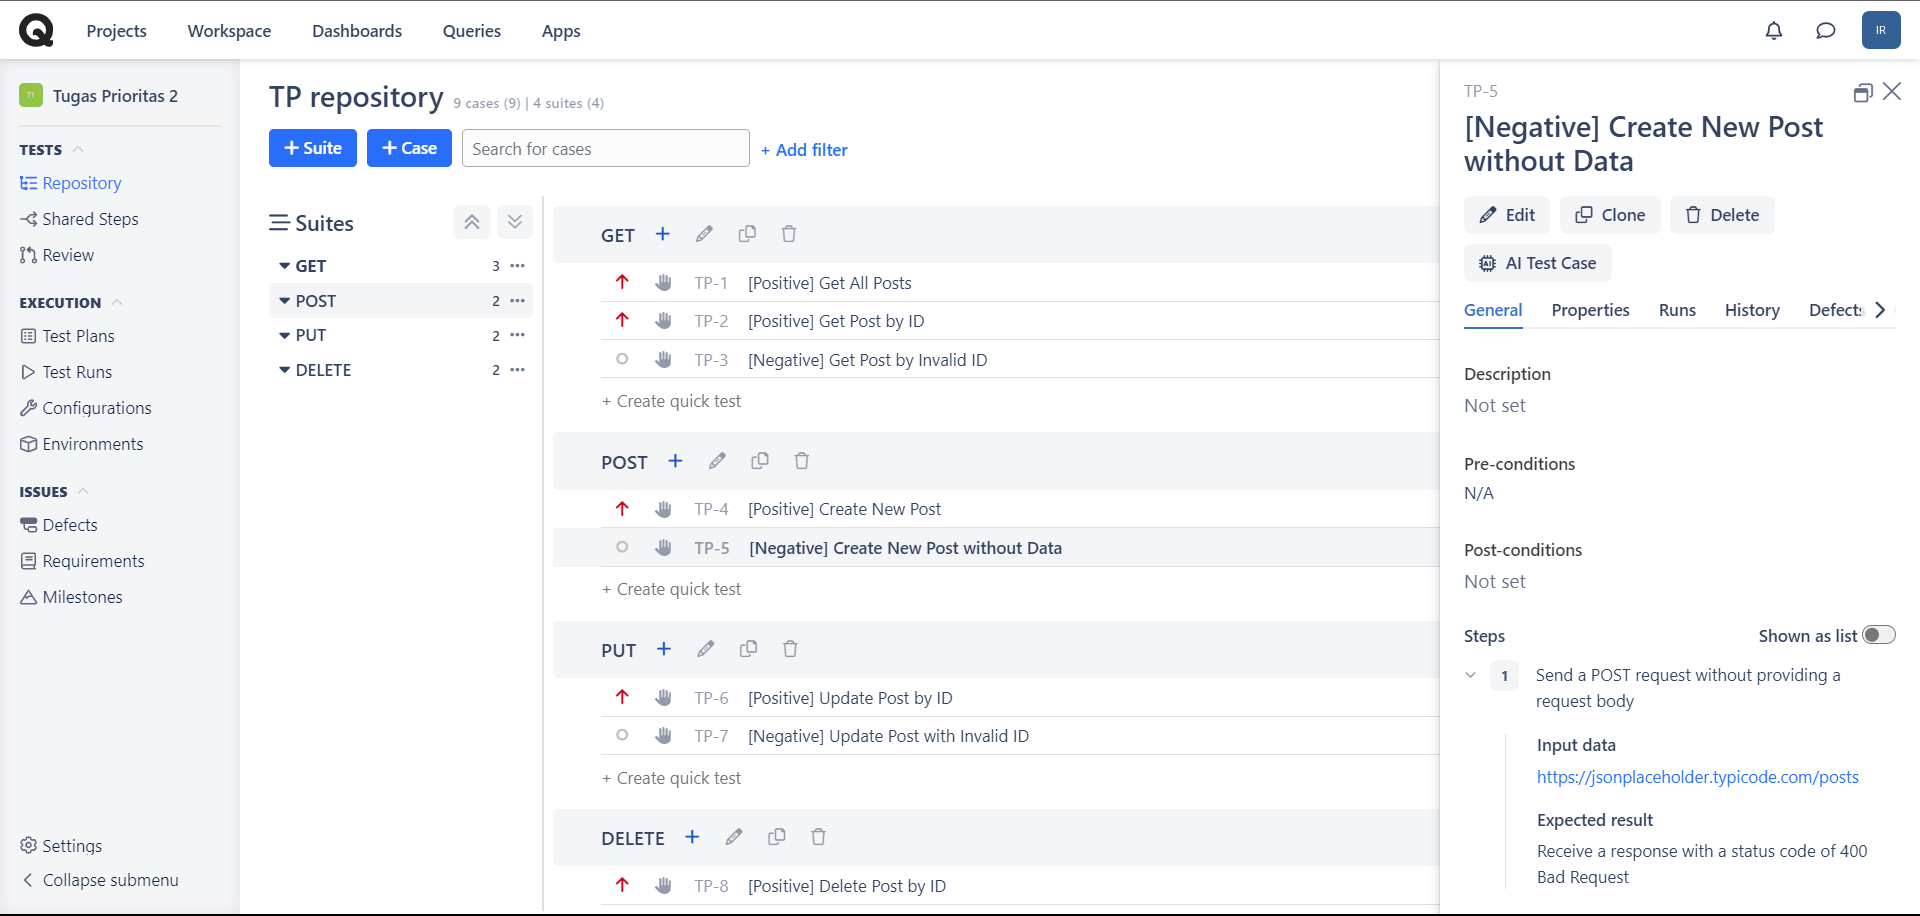 Projects
Workspace
Dashboards
Queries
Apps
IR
T1
Tugas Prioritas 2
TESTS
Repository
Shared Steps
Review
EXECUTION
Test Plans
Test Runs
Configurations
Environments
ISSUES
Defects
Requirements
Milestones
Settings
Collapse submenu
TP repository
9 cases (9) | 4 suites (4)
+ Suite
+ Case
Search for cases
+ Add filter
Suites
GET 3 ...
POST 2 ...
PUT 2 ...
DELETE 2 ...
GET
TP-1 [Positive] Get All Posts
TP-2 [Positive] Get Post by ID
TP-3 [Negative] Get Post by Invalid ID
+ Create quick test
POST
TP-4 [Positive] Create New Post
TP-5 [Negative] Create New Post without Data
+ Create quick test
PUT
TP-6 [Positive] Update Post by ID
TP-7 [Negative] Update Post with Invalid ID
+ Create quick test
DELETE
TP-8 [Positive] Delete Post by ID
TP-5
[Negative] Create New Post
without Data
Edit
Clone
Delete
AI Test Case
General
Properties
Runs
History
Defects
Description
Not set
Pre-conditions
N/A
Post-conditions
Not set
Steps
Shown as list
1 Send a POST request without providing a
request body
Input data
https://jsonplaceholder.typicode.com/posts
Expected result
Receive a response with a status code of 400
Bad Request